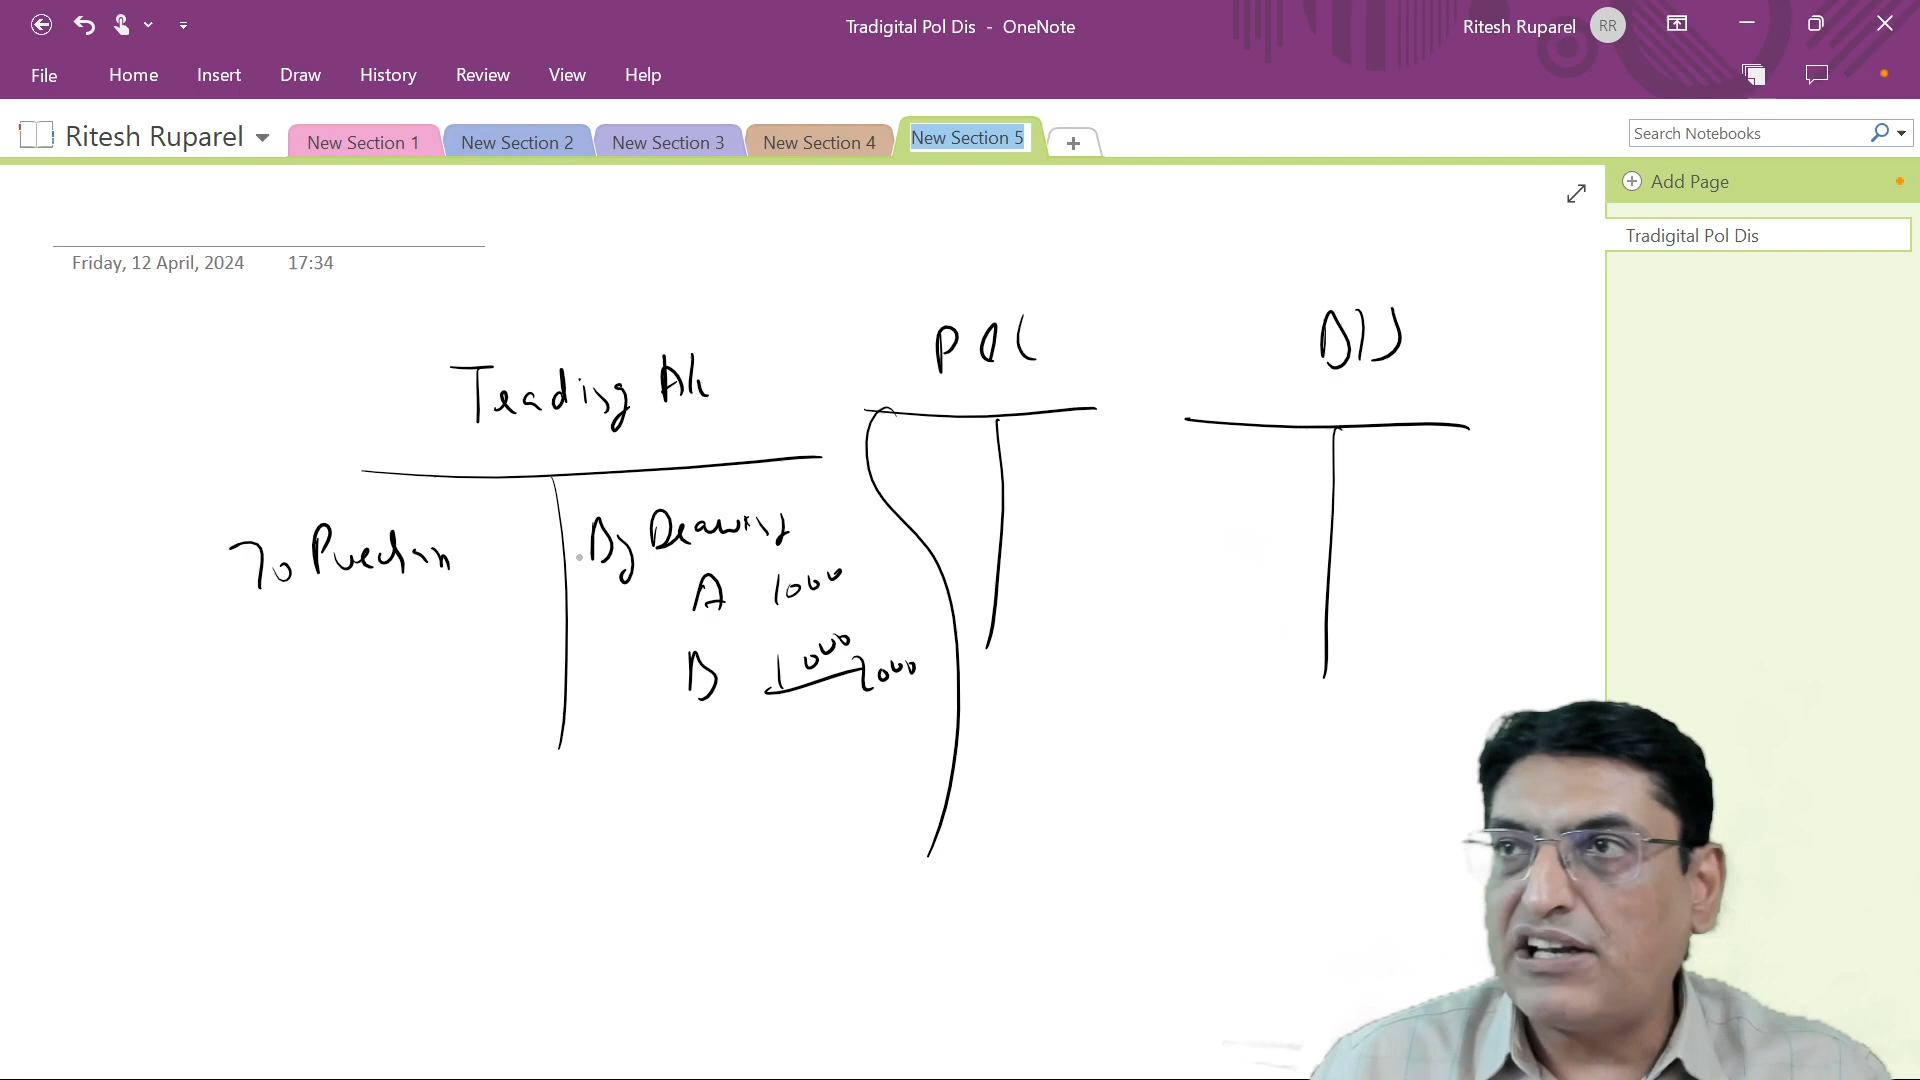 Tradigital Pol Dis - OneNote
Ritesh Ruparel RR
File Home Insert Draw History Review View Help
Ritesh Ruparel New Section 1 New Section 2 New Section 3 New Section 4 New Section 5
Search Notebooks
Add Page
Tradigital Pol Dis
Friday, 12 April, 2024 17:34
Trading A/c
To
By Drawing
A 1000
B 1000
2000